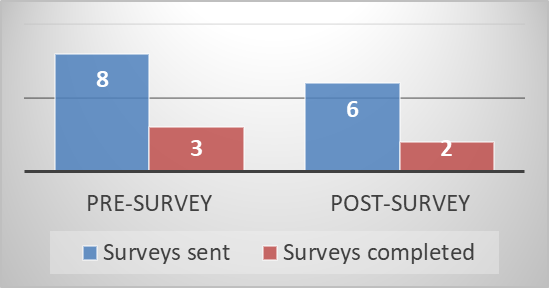 8
3
6
2
PRE-SURVEY
POST-SURVEY
Surveys sent
Surveys completed